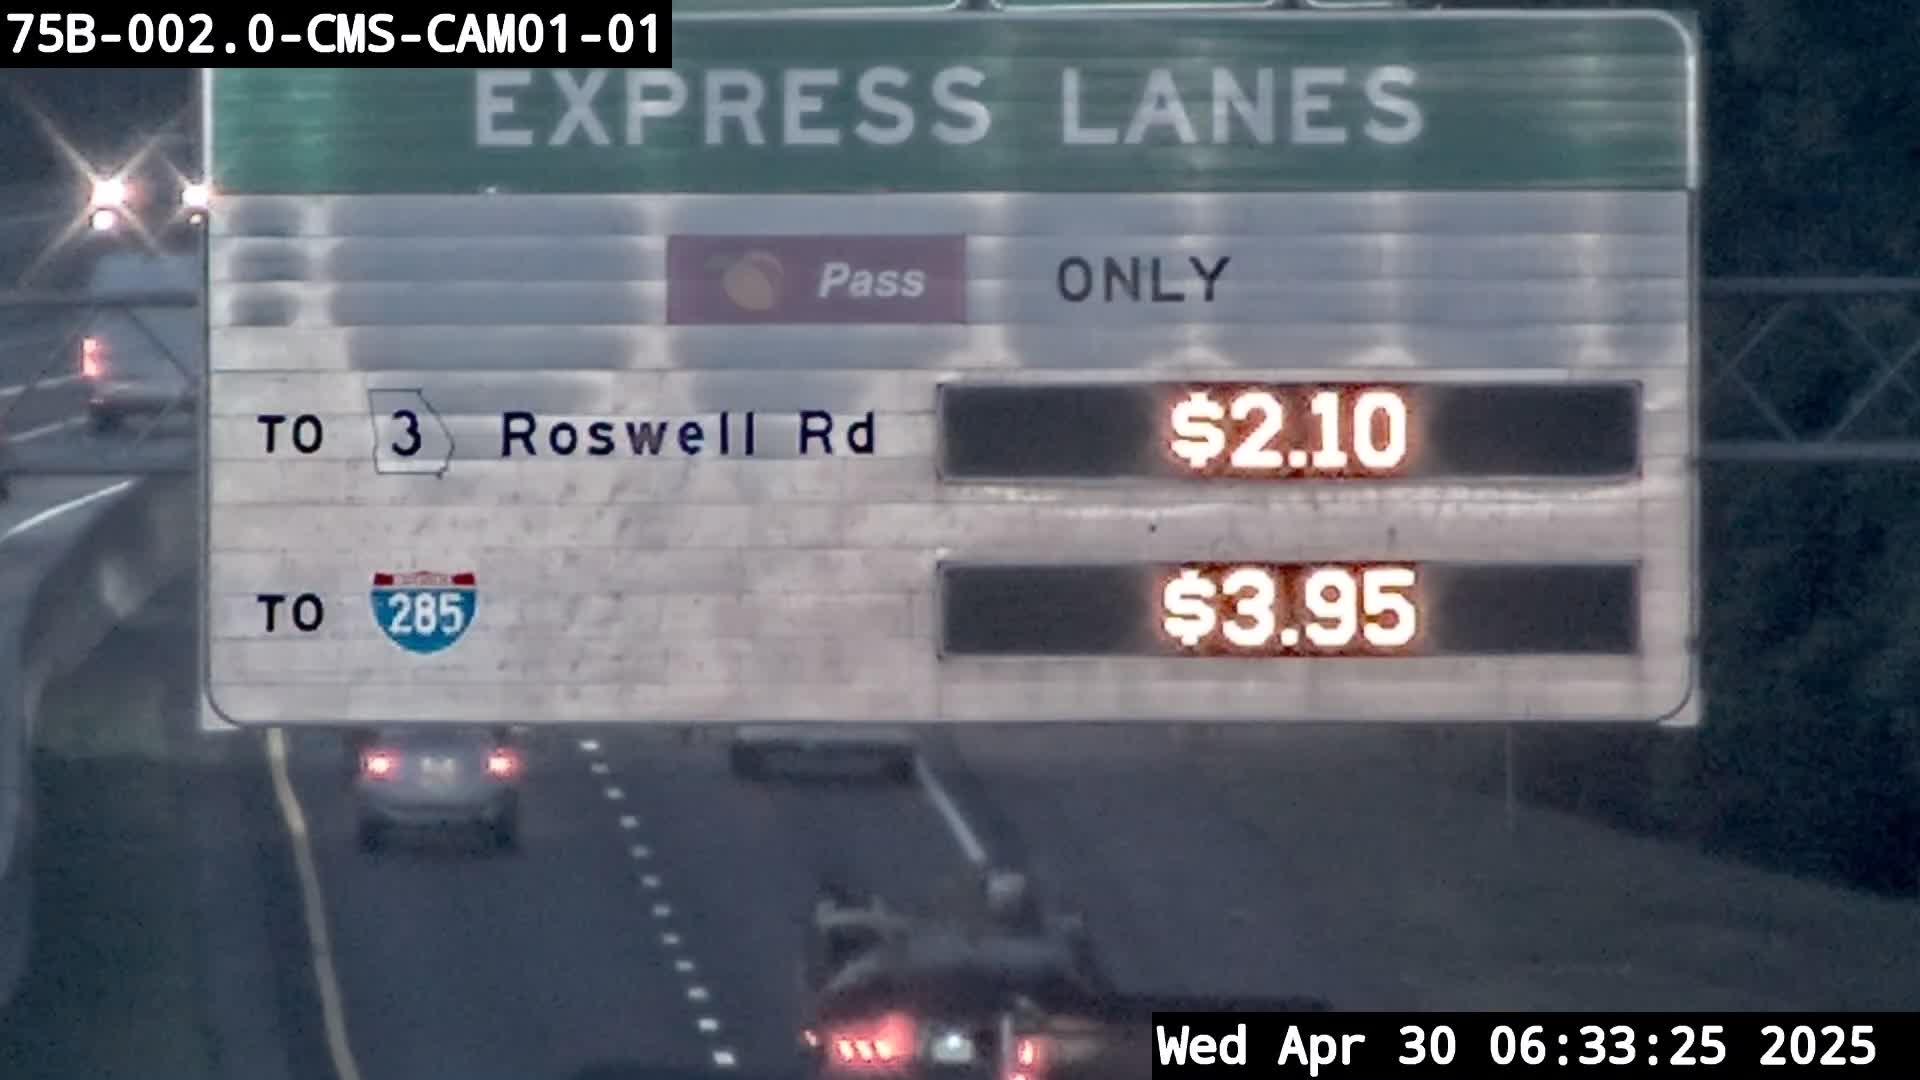 75B-002.0-CMS-CAM01-01
EXPRESS LANES
Pass ONLY
TO 3 Roswell Rd $2.10
TO 285 $3.95
Wed Apr 30 06:33:25 2025